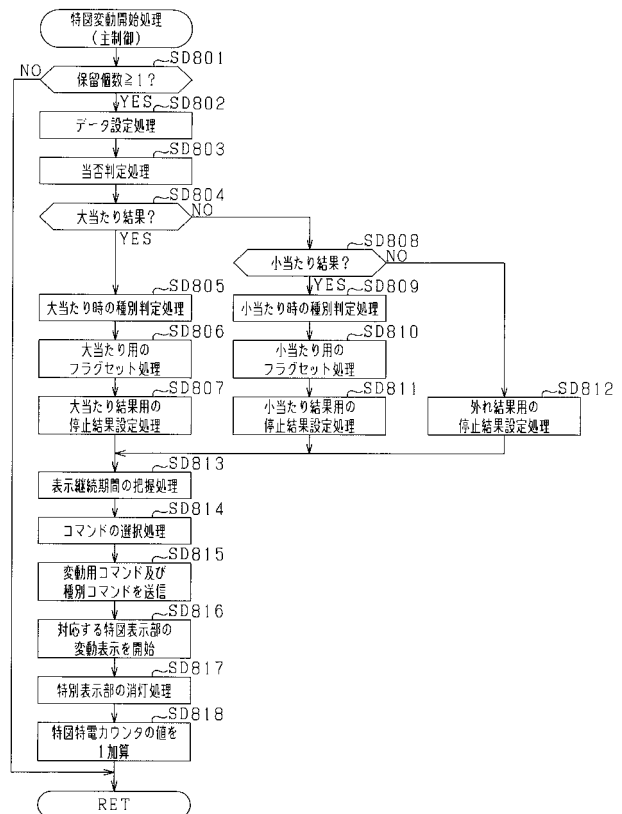 特図変動開始処理
(主制御)
SD801
NO
保留個数≧1?
YES
SD802
データ設定処理
SD803
当否判定処理
SD804
大当たり結果?
NO
YES
SD808
小当たり結果?
NO
YES
SD805
大当たり時の種別判定処理
SD809
小当たり時の種別判定処理
SD806
大当たり用の
フラグセット処理
SD810
小当たり用の
フラグセット処理
SD807
大当たり結果用の
停止結果設定処理
SD811
小当たり結果用の
停止結果設定処理
SD812
外れ結果用の
停止結果設定処理
SD813
表示継続期間の把握処理
SD814
コマンドの選択処理
SD815
変動用コマンド及び
種別コマンドを送信
SD816
対応する特図表示部の
変動表示を開始
SD817
特別表示部の消灯処理
SD818
特図特電カウンタの値を
1加算
RET